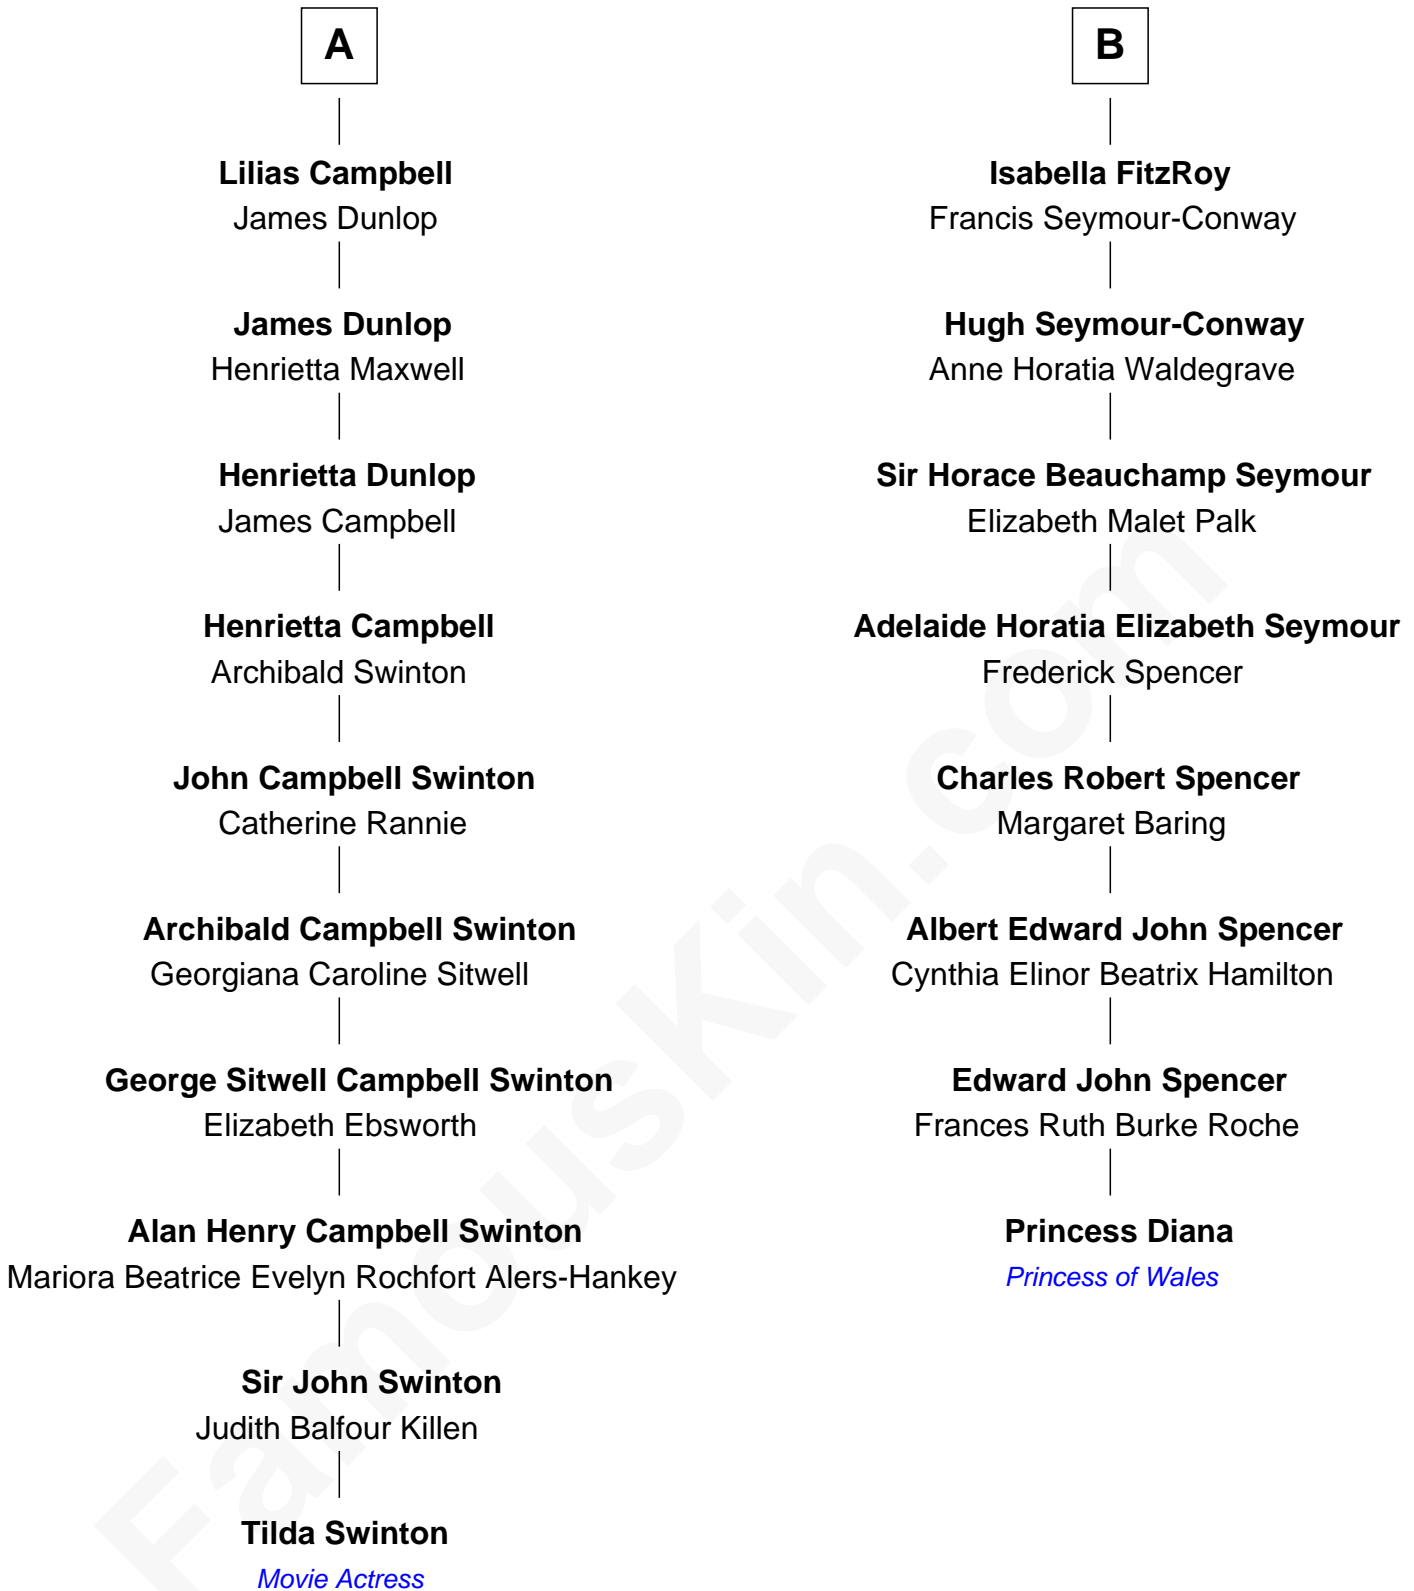 A
Lilias Campbell
James Dunlop
James Dunlop
Henrietta Maxwell
Henrietta Dunlop
James Campbell
Henrietta Campbell
Archibald Swinton
John Campbell Swinton
Catherine Rannie
Archibald Campbell Swinton
Georgiana Caroline Sitwell
George Sitwell Campbell Swinton
Elizabeth Ebsworth
Alan Henry Campbell Swinton
Mariora Beatrice Evelyn Rochfort Alers-Hankey
Sir John Swinton
Judith Balfour Killen
Tilda Swinton
Movie Actress
B
Isabella FitzRoy
Francis Seymour-Conway
Hugh Seymour-Conway
Anne Horatia Waldegrave
Sir Horace Beauchamp Seymour
Elizabeth Malet Palk
Adelaide Horatia Elizabeth Seymour
Frederick Spencer
Charles Robert Spencer
Margaret Baring
Albert Edward John Spencer
Cynthia Elinor Beatrix Hamilton
Edward John Spencer
Frances Ruth Burke Roche
Princess Diana
Princess of Wales
FamousKin.com